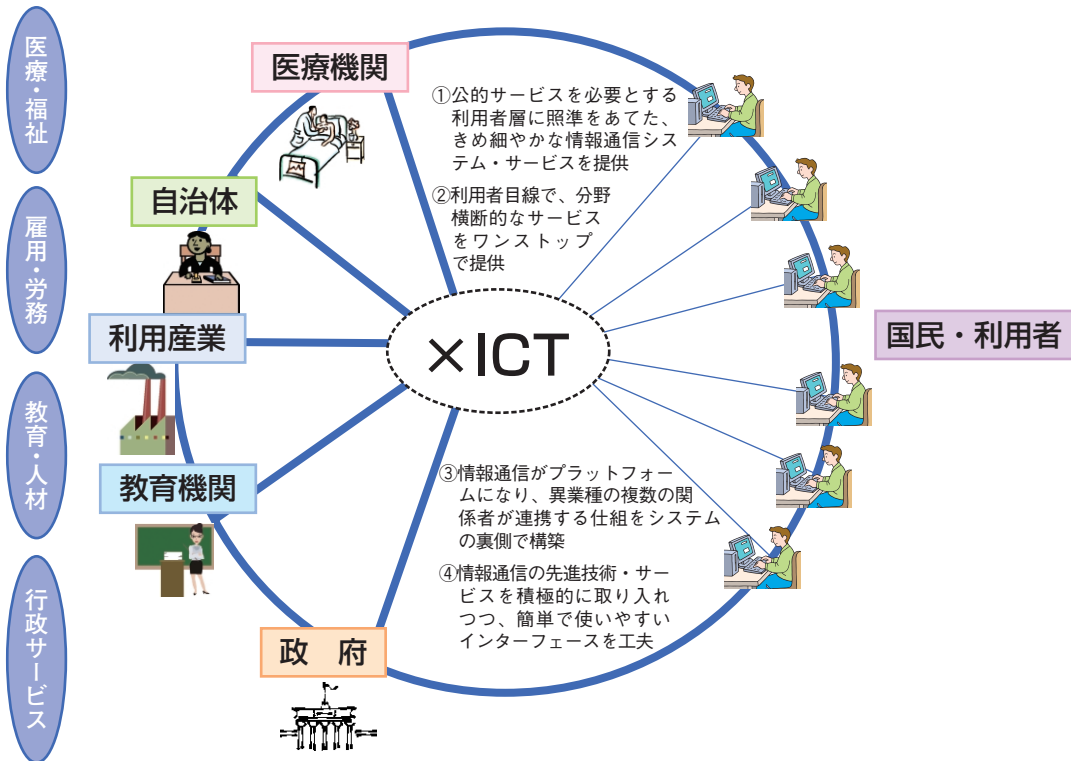 医療・福祉
雇用・労務
教育・人材
行政サービス
医療機関
自治体
利用産業
教育機関
政　府
①公的サービスを必要とする
利用者層に照準をあてた、
きめ細やかな情報通信シス
テム・サービスを提供
②利用者目線で、分野
横断的なサービス
をワンストップ
で提供
×ICT
③情報通信がプラットフォー
ムになり、異業種の複数の関
係者が連携する仕組をシステム
の裏側で構築
④情報通信の先進技術・サー
ビスを積極的に取り入れ
つつ、簡単で使いやすい
インターフェースを工夫
国民・利用者